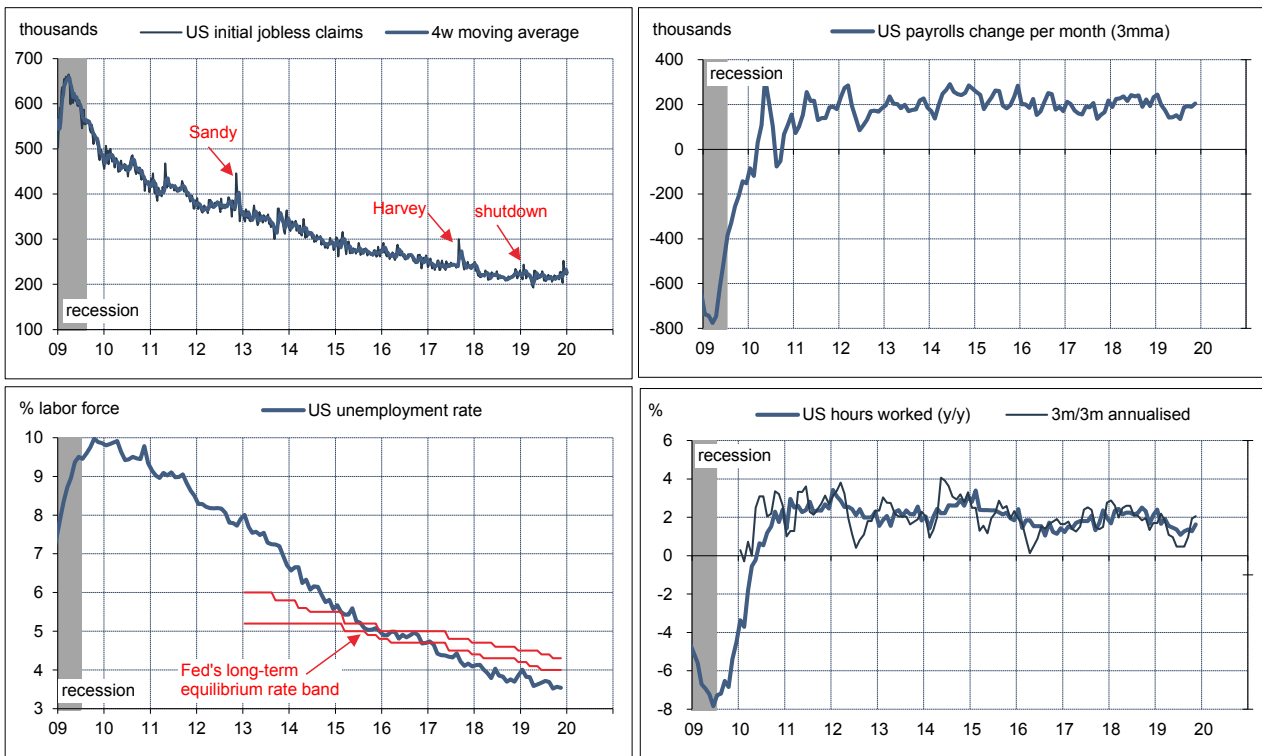 thousands US initial jobless claims 4w moving average
700
600
500
400
300
200
100
Sandy
Harvey
shutdown
recession
09 10 11 12 13 14 15 16 17 18 19 20
thousands US payrolls change per month (3mma)
400
200
0
-200
-400
-600
-800
recession
09 10 11 12 13 14 15 16 17 18 19 20
% labor force US unemployment rate
10
9
8
7
6
5
4
3
Fed's long-term
equilibrium rate band
recession
09 10 11 12 13 14 15 16 17 18 19 20
% US hours worked (y/y) 3m/3m annualised
6
4
2
0
-2
-4
-6
-8
recession
09 10 11 12 13 14 15 16 17 18 19 20